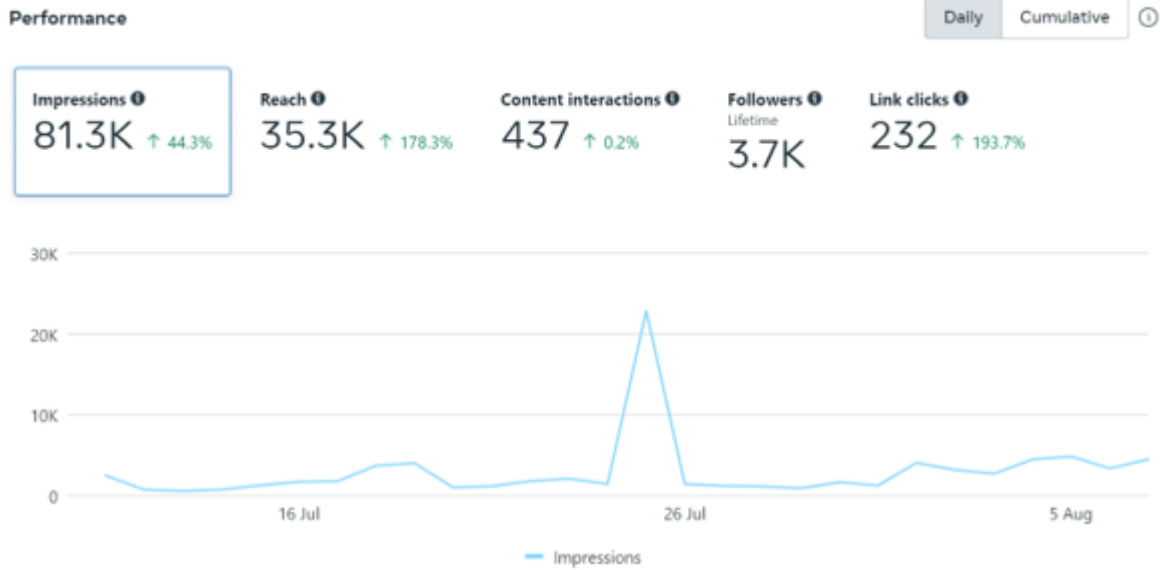 Performance
Daily Cumulative
Impressions
81.3K ↑ 44.3%
Reach
35.3K ↑ 178.3%
Content interactions
437 ↑ 0.2%
Followers
Lifetime
3.7K
Link clicks
232 ↑ 193.7%
30K
20K
10K
0
16 Jul 26 Jul 5 Aug
Impressions